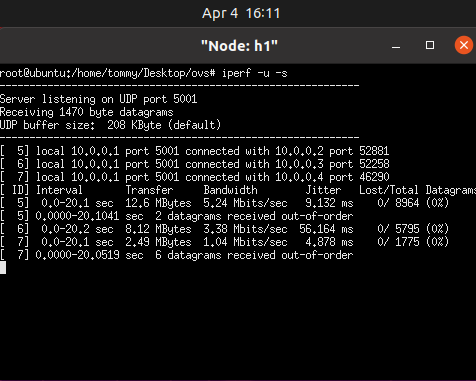 Apr 4 16:11
"Node: h1"
root@ubuntu:/home/tommy/Desktop/ovs# iperf -u -s
------------------------------------------------------------
Server listening on UDP port 5001
Receiving 1470 byte datagrams
UDP buffer size:  208 KByte (default)
------------------------------------------------------------
[  5] local 10.0.0.1 port 5001 connected with 10.0.0.2 port 52881
[  6] local 10.0.0.1 port 5001 connected with 10.0.0.3 port 52258
[  7] local 10.0.0.1 port 5001 connected with 10.0.0.4 port 46290
[ ID] Interval       Transfer     Bandwidth        Jitter   Lost/Total Datagrams
[  5]  0.0-20.1 sec  12.6 MBytes  5.24 Mbits/sec   9.132 ms    0/ 8964 (0%)
[  5] 0.0000-20.1041 sec  2 datagrams received out-of-order
[  6]  0.0-20.2 sec  8.12 MBytes  3.38 Mbits/sec  56.164 ms    0/ 5795 (0%)
[  7]  0.0-20.1 sec  2.49 MBytes  1.04 Mbits/sec   4.878 ms    0/ 1775 (0%)
[  7] 0.0000-20.0519 sec  6 datagrams received out-of-order